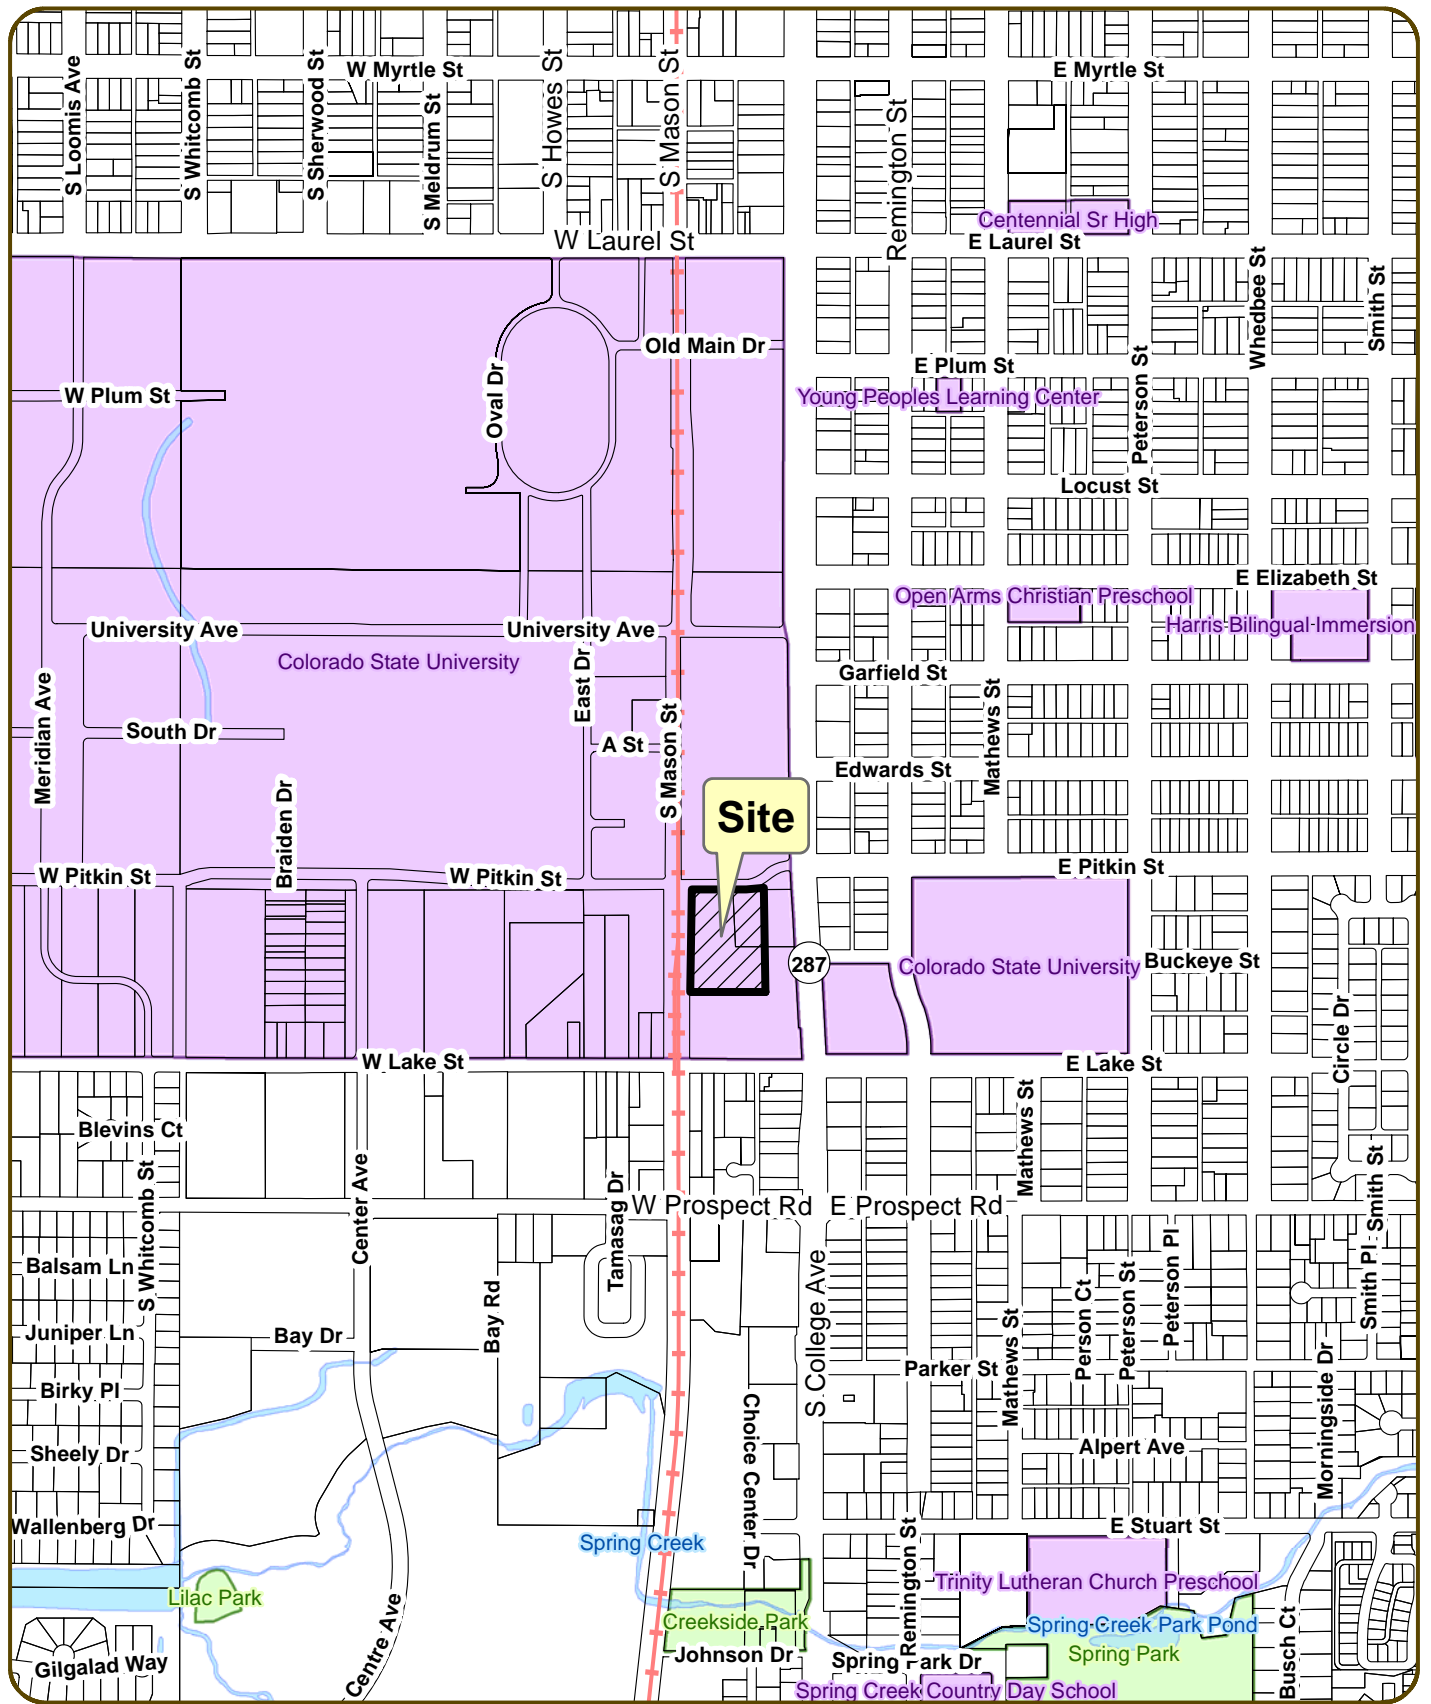 W Myrtle St
E Myrtle St
S Loomis Ave
S Whitcomb St
S Sherwood St
S Meldrum St
S Howes St
S Mason St
Remington St
Centennial Sr High
W Laurel St
E Laurel St
Whedbee St
Smith St
Old Main Dr
Oval Dr
E Plum St
W Plum St
Young Peoples Learning Center
Peterson St
Locust St
E Elizabeth St
Open Arms Christian Preschool
Harris Bilingual Immersion
University Ave
University Ave
Colorado State University
East Dr
Garfield St
Meridian Ave
South Dr
A St
S Mason St
Mathews St
Edwards St
Site
Braiden Dr
W Pitkin St
W Pitkin St
E Pitkin St
287
Colorado State University
Buckeye St
Circle Dr
W Lake St
E Lake St
Blevins Ct
S Whitcomb St
Center Ave
Tamasag Dr
Mathews St
Smith St
W Prospect Rd
E Prospect Rd
Balsam Ln
Juniper Ln
Bay Dr
Bay Rd
S College Ave
Person Ct
Peterson St
Peterson Pl
Smith Pl
Birky Pl
Parker St
Mathews St
Morningside Dr
Choice Center Dr
Sheely Dr
Alpert Ave
Wallenberg Dr
E Stuart St
Spring Creek
Remington St
Trinity Lutheran Church Preschool
Lilac Park
Creekside Park
Spring Creek Park Pond
Spring Park
Busch Ct
Gilgalad Way
Centre Ave
Johnson Dr
Spring Park Dr
Spring Creek Country Day School